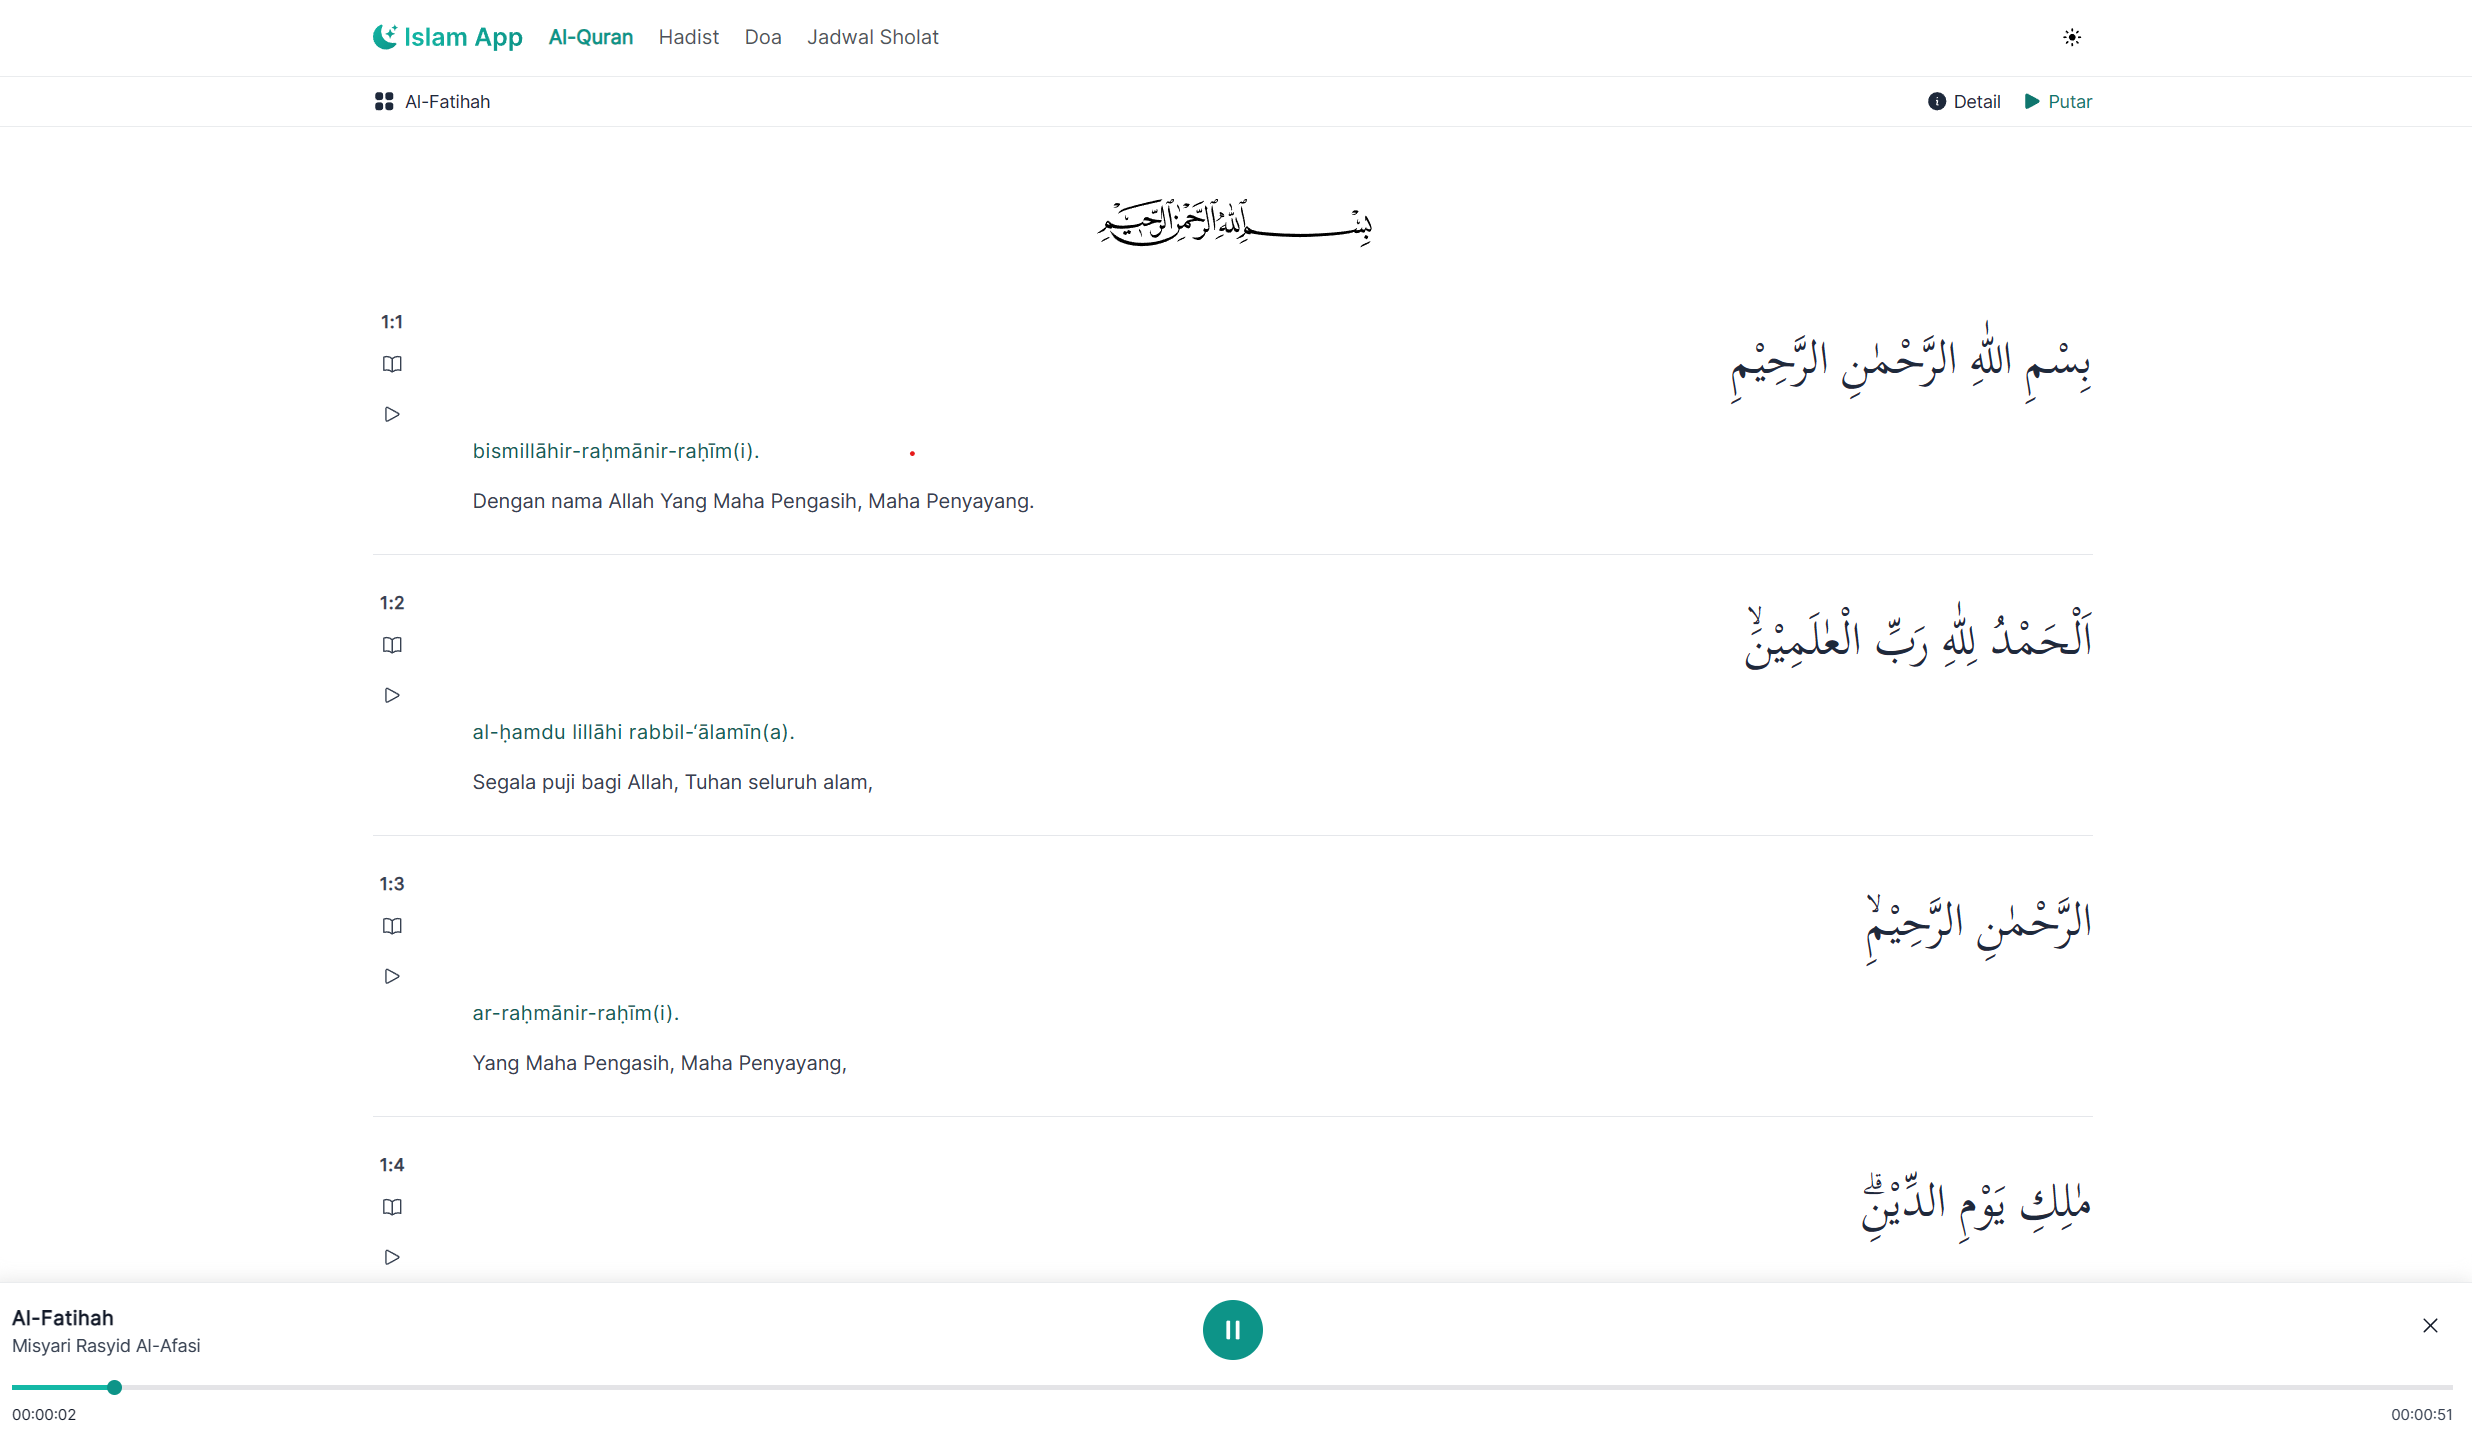 Islam App Al-Quran Hadist Doa Jadwal Sholat
Al-Fatihah Detail Putar
بِسْمِ اللهِ الرَّحْمٰنِ الرَّحِيْمِ
1:1
بِسْمِ اللّٰهِ الرَّحْمٰنِ الرَّحِيْمِ
bismillāhir-raḥmānir-raḥīm(i).
Dengan nama Allah Yang Maha Pengasih, Maha Penyayang.
1:2
اَلْحَمْدُ لِلّٰهِ رَبِّ الْعٰلَمِيْنَۙ
al-ḥamdu lillāhi rabbil-‘ālamīn(a).
Segala puji bagi Allah, Tuhan seluruh alam,
1:3
الرَّحْمٰنِ الرَّحِيْمِۙ
ar-raḥmānir-raḥīm(i).
Yang Maha Pengasih, Maha Penyayang,
1:4
مٰلِكِ يَوْمِ الدِّيْنِۗ
Al-Fatihah
Misyari Rasyid Al-Afasi
00:00:02 00:00:51